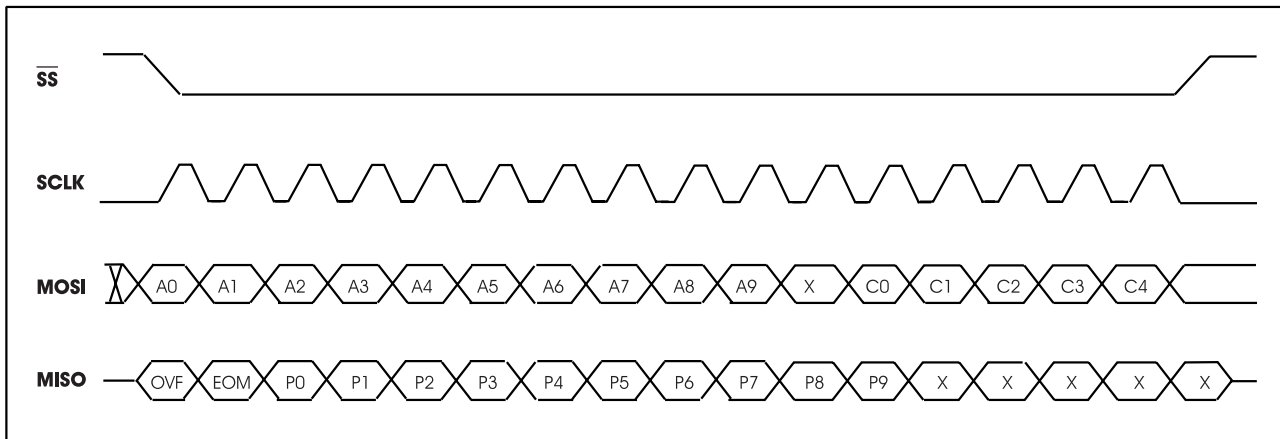 SS
SCLK
MOSI A0 A1 A2 A3 A4 A5 A6 A7 A8 A9 X C0 C1 C2 C3 C4
MISO OVF EOM P0 P1 P2 P3 P4 P5 P6 P7 P8 P9 X X X X X